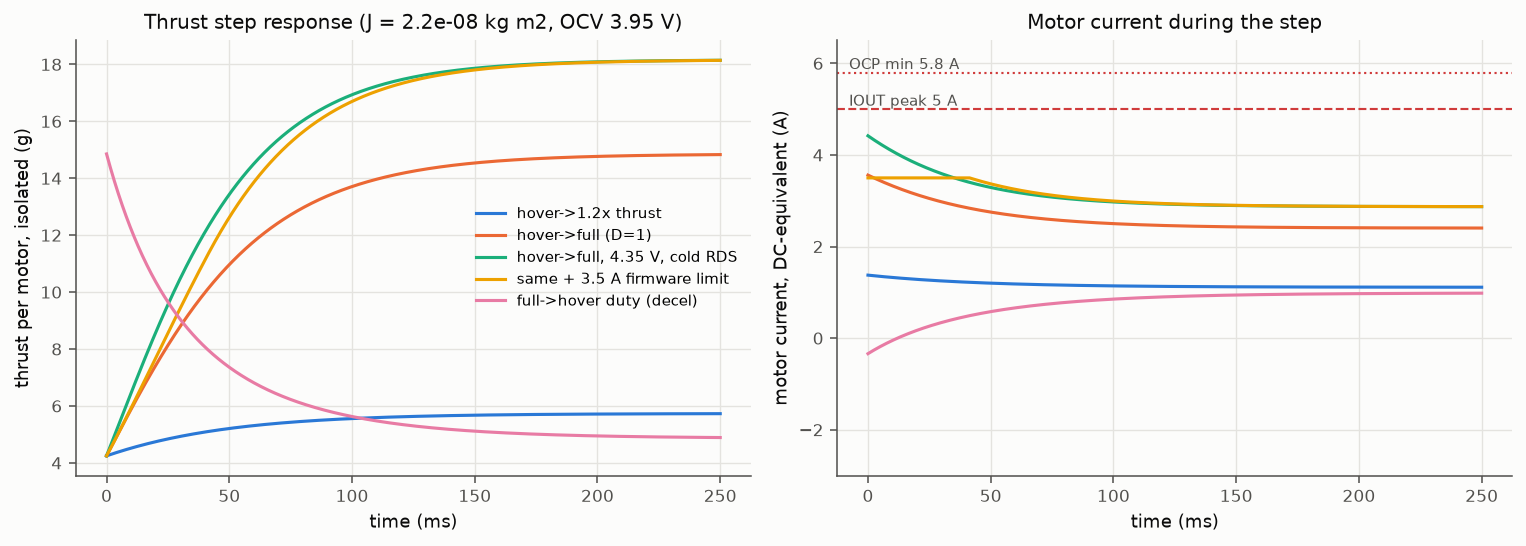 Thrust step response (J = 2.2e-08 kg m2, OCV 3.95 V)
thrust per motor, isolated (g)
18
16
14
12
10
8
6
4
hover->1.2x thrust
hover->full (D=1)
hover->full, 4.35 V, cold RDS
same + 3.5 A firmware limit
full->hover duty (decel)
0 50 100 150 200 250
time (ms)
Motor current during the step
motor current, DC-equivalent (A)
6
4
2
0
−2
OCP min 5.8 A
IOUT peak 5 A
0 50 100 150 200 250
time (ms)